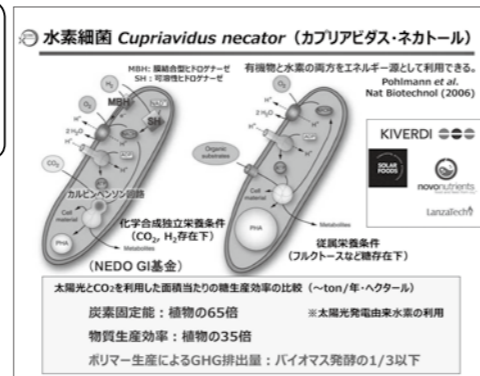 水素細菌 Cupriavidus necator（カプリアビダス・ネカトール）
MBH: 膜結合型ヒドロゲナーゼ
SH : 可溶性ヒドロゲナーゼ
有機物と水素の両方をエネルギー源として利用できる。
Pohlmann et al.
Nat Biotechnol (2006)
H₂
O₂
MBH
SH
H⁺
2 H₂O
H⁺
CO₂
カルビンベンソン回路
Cell
material
PHA
Metabolites
化学合成独立栄養条件
(CO₂, H₂存在下)
（NEDO GI基金）
O₂
H⁺
2 H₂O
H⁺
Organic
substrates
Cell
material
PHA
Metabolites
従属栄養条件
（フルクトースなど糖存在下）
KIVERDI
SOLAR
FOODS
novonutrients
LanzaTech
太陽光とCO₂を利用した面積当たりの糖生産効率の比較（～ton/年・ヘクタール）
炭素固定能：植物の65倍
※太陽光発電由来水素の利用
物質生産効率：植物の35倍
ポリマー生産によるGHG排出量：バイオマス発酵の1/3以下